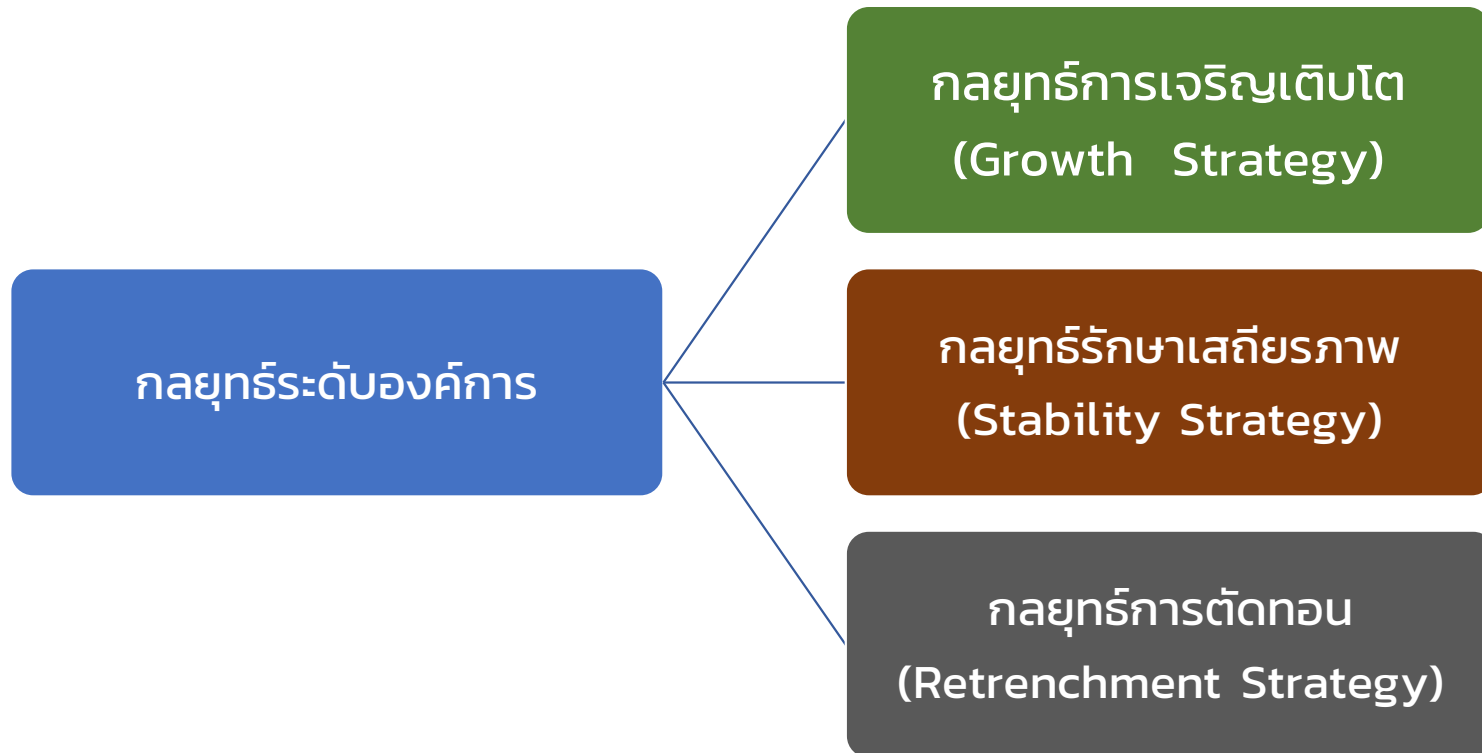 กลยุทธ์การเจริญเติบโต
(Growth Strategy)
กลยุทธ์ระดับองค์การ
กลยุทธ์รักษาเสถียรภาพ
(Stability Strategy)
กลยุทธ์การตัดทอน
(Retrenchment Strategy)